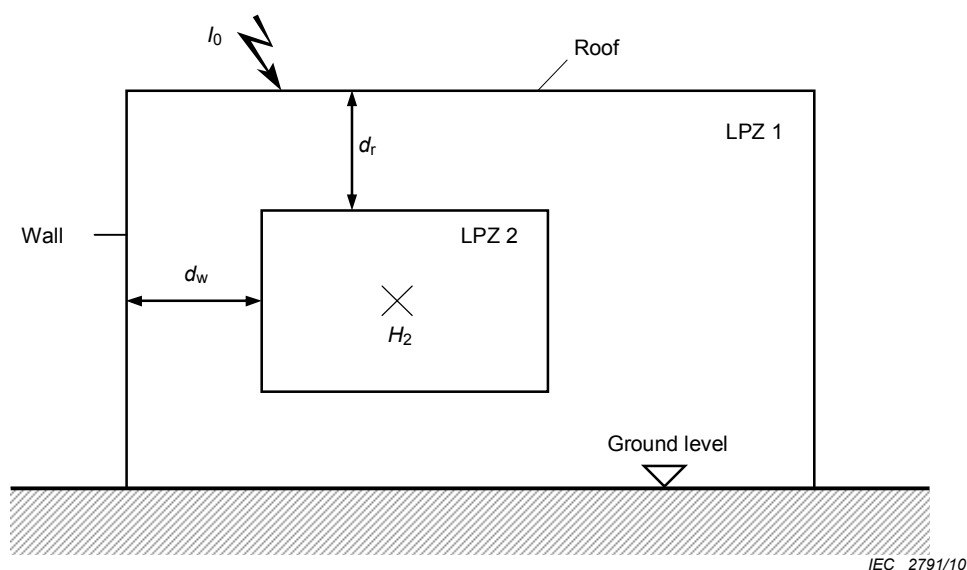 I0
Roof
LPZ 1
dr
Wall
LPZ 2
dw
H2
Ground level
IEC 2791/10